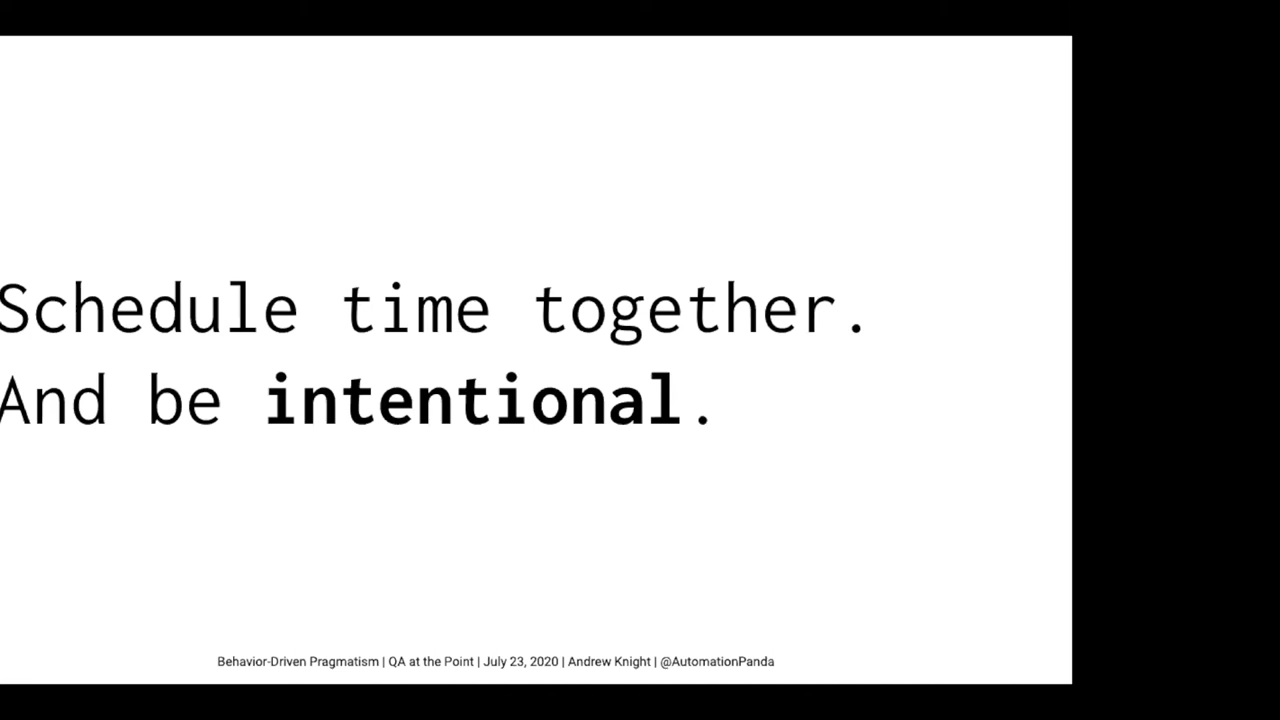 Schedule time together.
And be intentional.
Behavior-Driven Pragmatism | QA at the Point | July 23, 2020 | Andrew Knight | @AutomationPanda